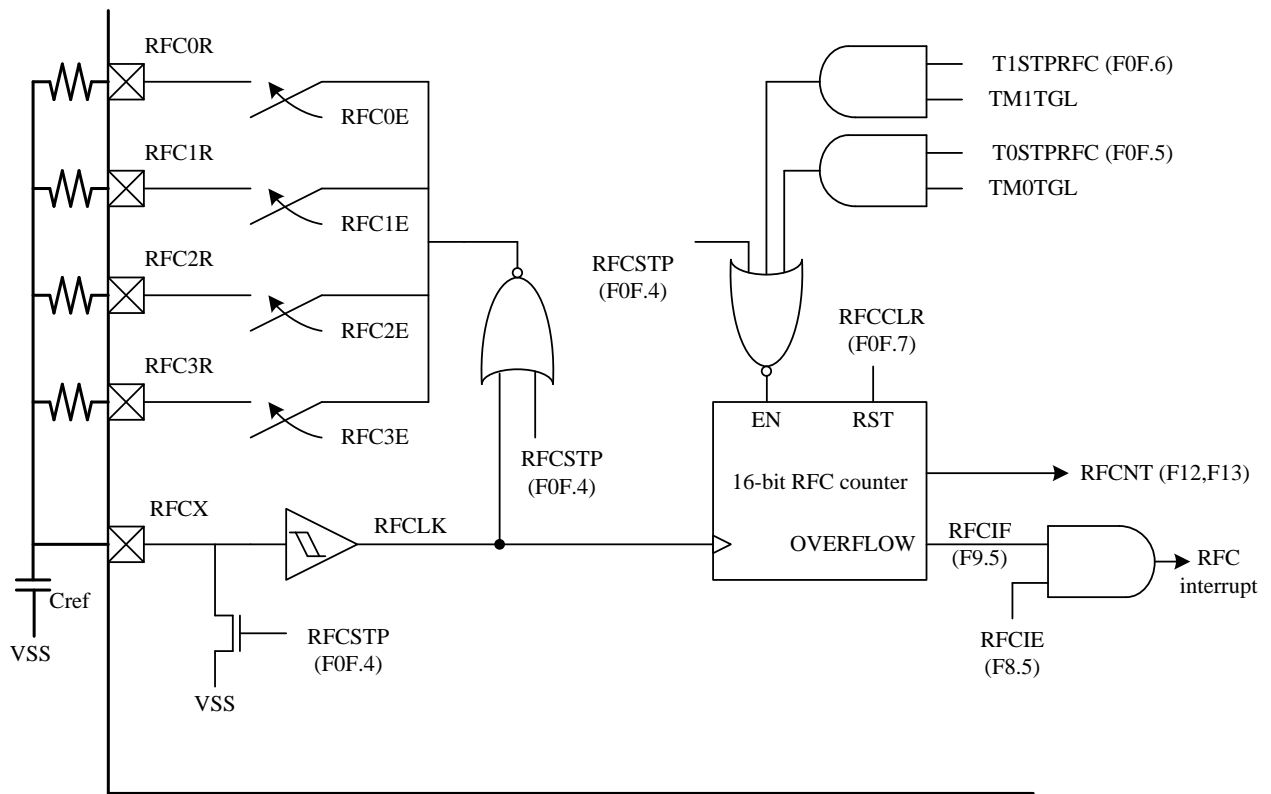 RFC0R
RFC0E
RFC1R
RFC1E
RFC2R
RFC2E
RFC3R
RFC3E
RFCX
RFCLK
RFCSTP
(F0F.4)
Cref
VSS
RFCSTP
(F0F.4)
VSS
T1STPRFC (F0F.6)
TM1TGL
T0STPRFC (F0F.5)
TM0TGL
RFCSTP
(F0F.4)
RFCCLR
(F0F.7)
EN
RST
16-bit RFC counter
OVERFLOW
RFCNT (F12,F13)
RFCIF
(F9.5)
RFCIE
(F8.5)
RFC
interrupt